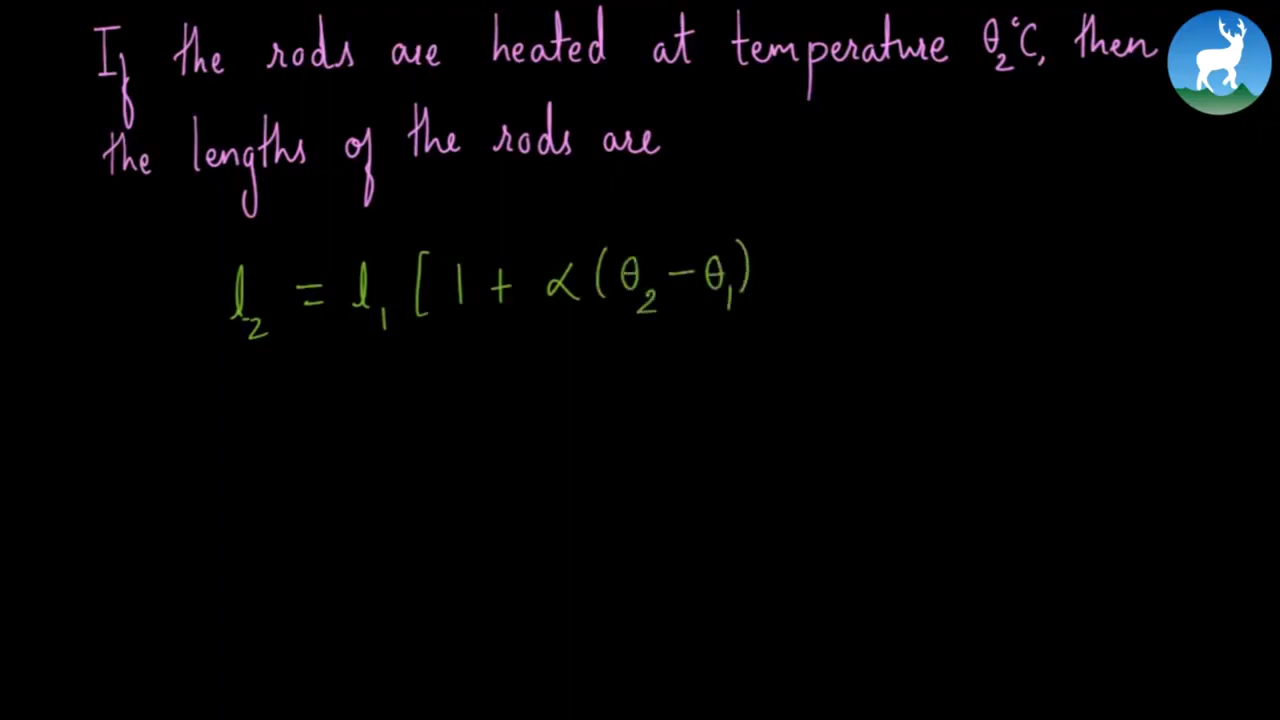 If the rods are heated at temperature θ₂°C, then
the lengths of the rods are
l₂ = l₁ [ 1 + α (θ₂ − θ₁)